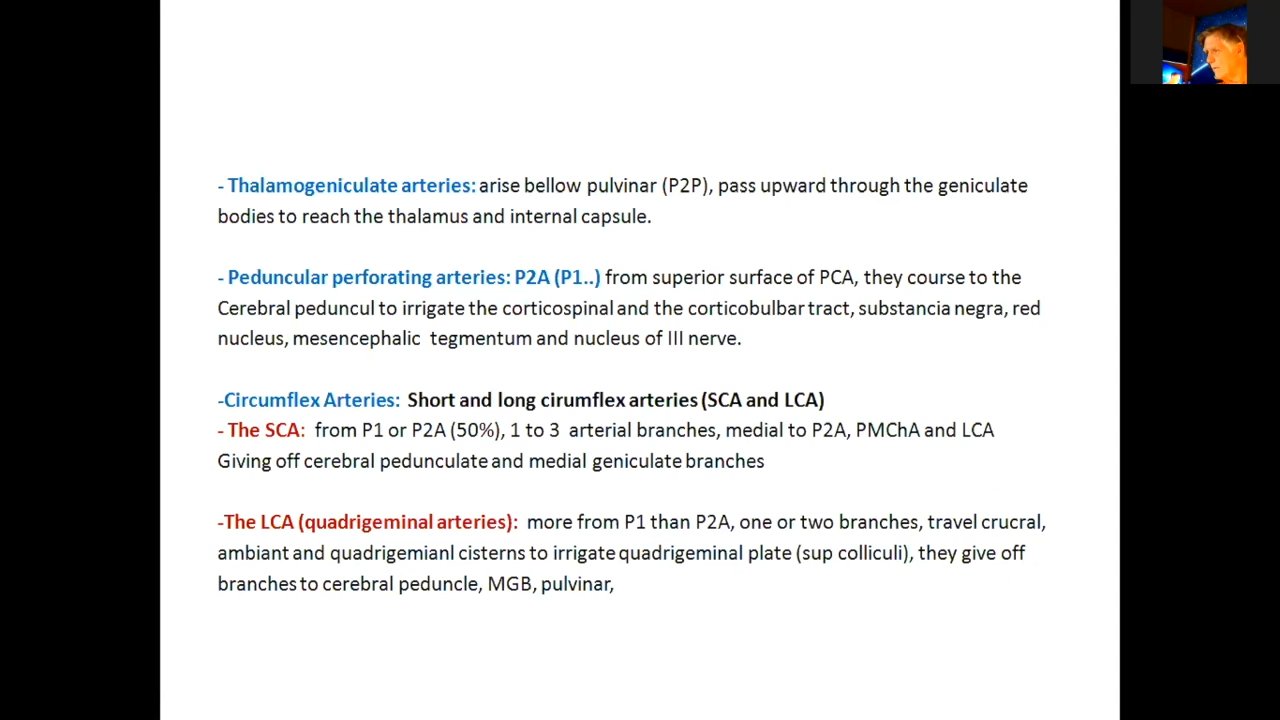 - Thalamogeniculate arteries: arise bellow pulvinar (P2P), pass upward through the geniculate
bodies to reach the thalamus and internal capsule.
- Peduncular perforating arteries: P2A (P1..) from superior surface of PCA, they course to the
Cerebral peduncul to irrigate the corticospinal and the corticobulbar tract, substancia negra, red
nucleus, mesencephalic tegmentum and nucleus of III nerve.
-Circumflex Arteries: Short and long cirumflex arteries (SCA and LCA)
- The SCA: from P1 or P2A (50%), 1 to 3 arterial branches, medial to P2A, PMChA and LCA
Giving off cerebral pedunculate and medial geniculate branches
-The LCA (quadrigeminal arteries): more from P1 than P2A, one or two branches, travel crucral,
ambiant and quadrigemianl cisterns to irrigate quadrigeminal plate (sup colliculi), they give off
branches to cerebral peduncle, MGB, pulvinar,